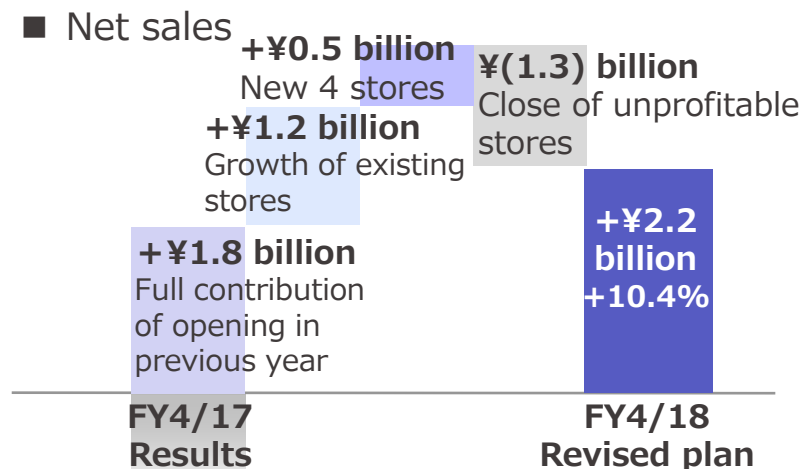 ■ Net sales
+¥0.5 billion
New 4 stores
¥(1.3) billion
Close of unprofitable
stores
+¥1.2 billion
Growth of existing
stores
+¥1.8 billion
Full contribution
of opening in
previous year
+¥2.2
billion
+10.4%
FY4/17
Results
FY4/18
Revised plan